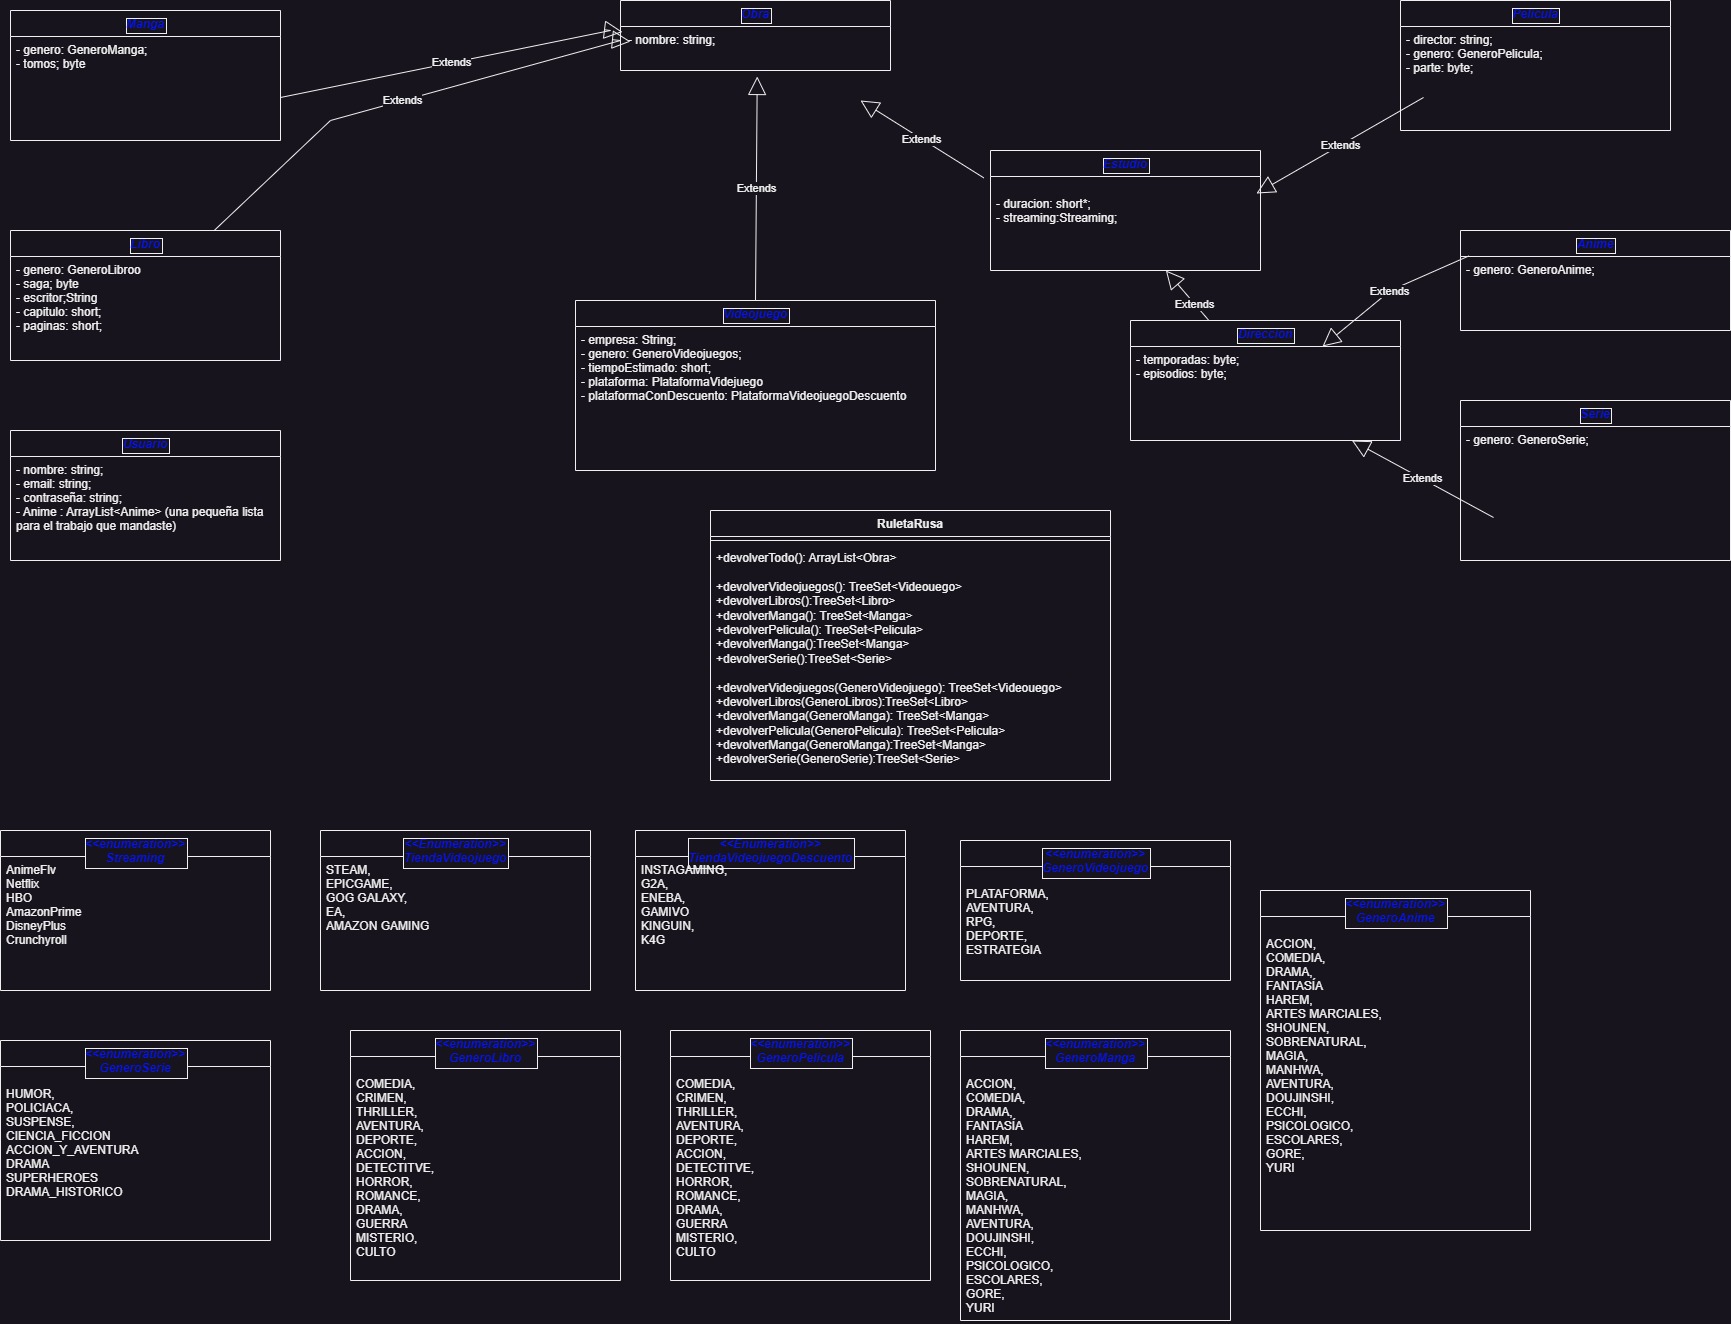 Manga
- genero: GeneroManga;
- tomos; byte
Obra
- nombre: string;
Pelicula
- director: string;
- genero: GeneroPelicula;
- parte: byte;
Extends
Extends
Extends
Extends
Extends
Estudio
- duracion: short*;
- streaming:Streaming;
Libro
- genero: GeneroLibroo
- saga; byte
- escritor;String
- capitulo: short;
- paginas: short;
Anime
- genero: GeneroAnime;
Extends
Extends
Videojuego
- empresa: String;
- genero: GeneroVideojuegos;
- tiempoEstimado: short;
- plataforma: PlataformaVidejuego
- plataformaConDescuento: PlataformaVideojuegoDescuento
Direccion
- temporadas: byte;
- episodios: byte;
Serie
- genero: GeneroSerie;
Extends
Usuario
- nombre: string;
- email: string;
- contraseña: string;
- Anime : ArrayList<Anime> (una pequeña lista
para el trabajo que mandaste)
RuletaRusa
+devolverTodo(): ArrayList<Obra>
+devolverVideojuegos(): TreeSet<Videouego>
+devolverLibros():TreeSet<Libro>
+devolverManga(): TreeSet<Manga>
+devolverPelicula(): TreeSet<Pelicula>
+devolverManga():TreeSet<Manga>
+devolverSerie():TreeSet<Serie>
+devolverVideojuegos(GeneroVideojuego): TreeSet<Videouego>
+devolverLibros(GeneroLibros):TreeSet<Libro>
+devolverManga(GeneroManga): TreeSet<Manga>
+devolverPelicula(GeneroPelicula): TreeSet<Pelicula>
+devolverManga(GeneroManga):TreeSet<Manga>
+devolverSerie(GeneroSerie):TreeSet<Serie>
<<enumeration>>
Streaming
AnimeFlv
Netflix
HBO
AmazonPrime
DisneyPlus
Crunchyroll
<<Enumeration>>
TiendaVideojuego
STEAM,
EPICGAME,
GOG GALAXY,
EA,
AMAZON GAMING
<<Enumeration>>
TiendaVideojuegoDescuento
INSTAGAMING,
G2A,
ENEBA,
GAMIVO
KINGUIN,
K4G
<<enumeration>>
GeneroVideojuego
PLATAFORMA,
AVENTURA,
RPG,
DEPORTE,
ESTRATEGIA
<<enumeration>>
GeneroAnime
ACCION,
COMEDIA,
DRAMA,
FANTASÍA
HAREM,
ARTES MARCIALES,
SHOUNEN,
SOBRENATURAL,
MAGIA,
MANHWA,
AVENTURA,
DOUJINSHI,
ECCHI,
PSICOLOGICO,
ESCOLARES,
GORE,
YURI
<<enumeration>>
GeneroSerie
HUMOR,
POLICIACA,
SUSPENSE,
CIENCIA_FICCION
ACCION_Y_AVENTURA
DRAMA
SUPERHEROES
DRAMA_HISTORICO
<<enumeration>>
GeneroLibro
COMEDIA,
CRIMEN,
THRILLER,
AVENTURA,
DEPORTE,
ACCION,
DETECTITVE,
HORROR,
ROMANCE,
DRAMA,
GUERRA
MISTERIO,
CULTO
<<enumeration>>
GeneroPelicula
COMEDIA,
CRIMEN,
THRILLER,
AVENTURA,
DEPORTE,
ACCION,
DETECTITVE,
HORROR,
ROMANCE,
DRAMA,
GUERRA
MISTERIO,
CULTO
<<enumeration>>
GeneroManga
ACCION,
COMEDIA,
DRAMA,
FANTASÍA
HAREM,
ARTES MARCIALES,
SHOUNEN,
SOBRENATURAL,
MAGIA,
MANHWA,
AVENTURA,
DOUJINSHI,
ECCHI,
PSICOLOGICO,
ESCOLARES,
GORE,
YURI